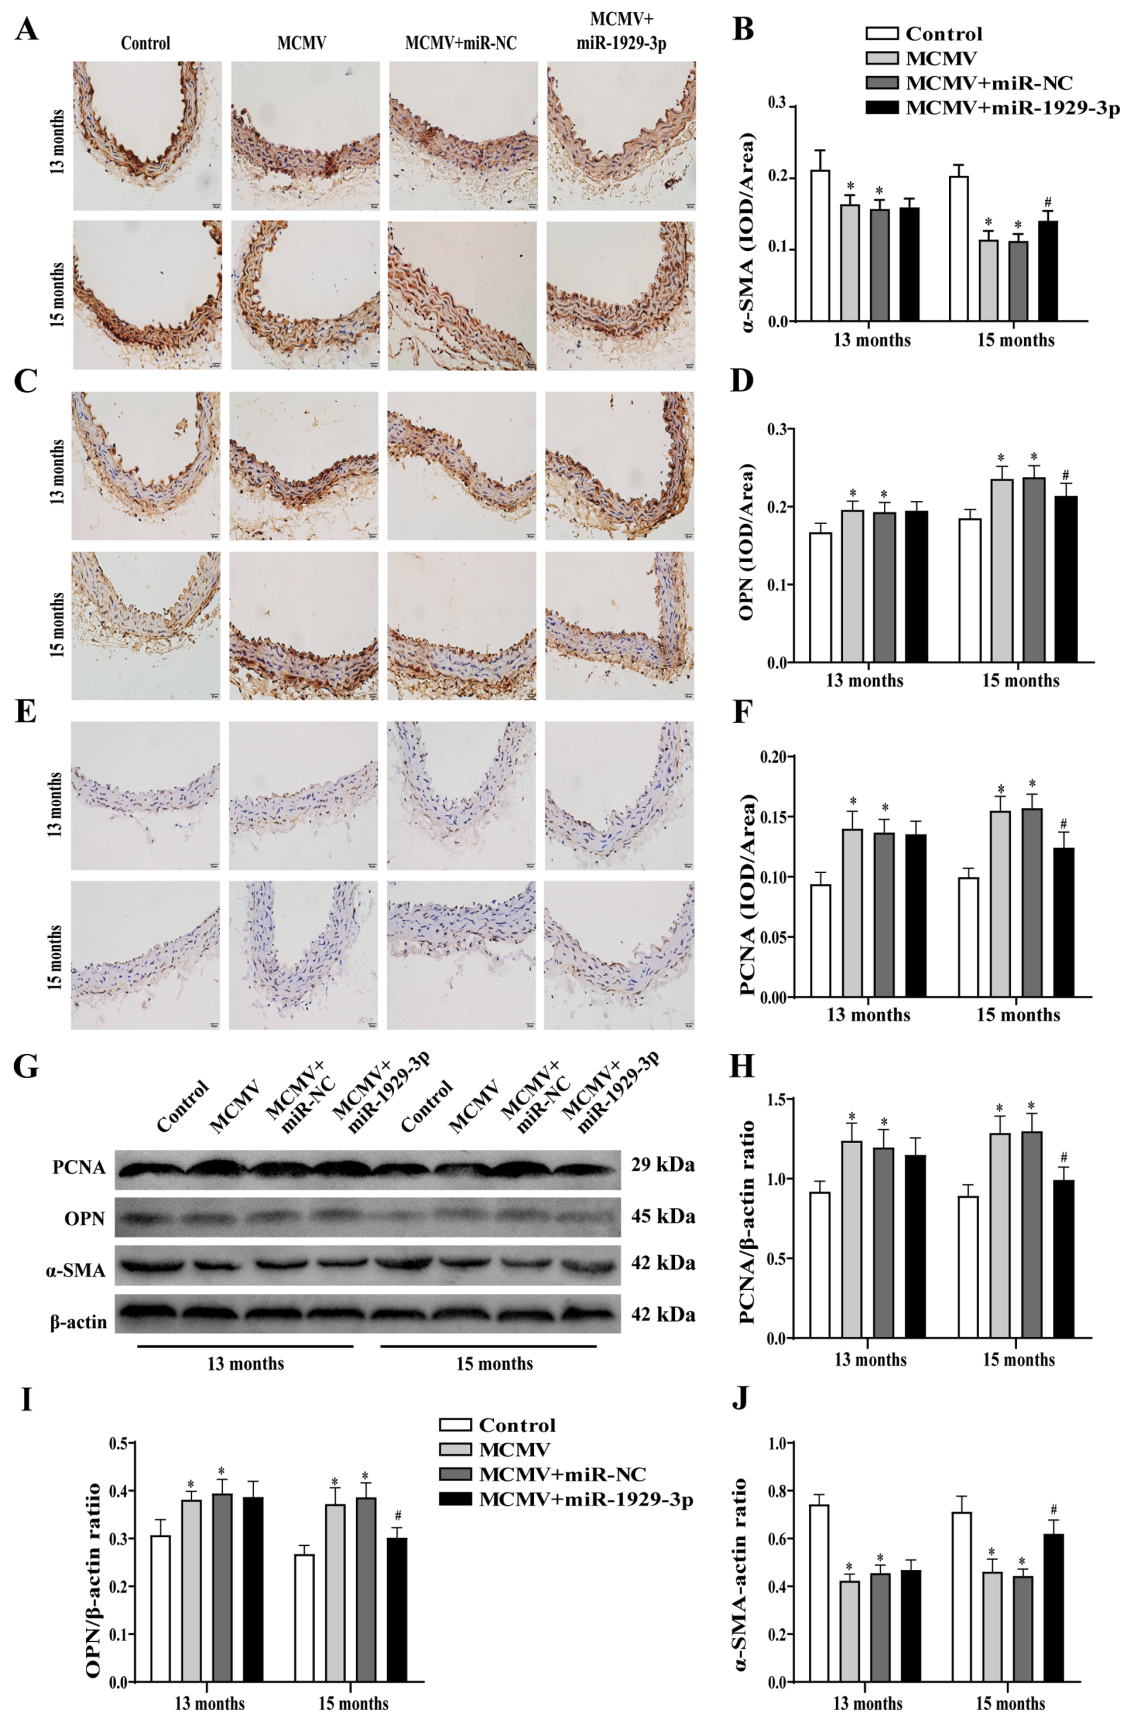 A
Control
MCMV
MCMV+miR-NC
MCMV+
miR-1929-3p
13 months
15 months
B
Control
MCMV
MCMV+miR-NC
MCMV+miR-1929-3p
α-SMA (IOD/Area)
0.3
0.2
0.1
0.0
* * * * #
13 months
15 months
C
13 months
15 months
D
OPN (IOD/Area)
0.3
0.2
0.1
0.0
* * * * #
13 months
15 months
E
13 months
15 months
F
PCNA (IOD/Area)
0.20
0.15
0.10
0.05
0.00
* * * * #
13 months
15 months
G
Control
MCMV
MCMV+
miR-NC
MCMV+
miR-1929-3p
Control
MCMV
MCMV+
miR-NC
MCMV+
miR-1929-3p
PCNA
29 kDa
OPN
45 kDa
α-SMA
42 kDa
β-actin
42 kDa
13 months
15 months
H
PCNA/β-actin ratio
1.5
1.0
0.5
0.0
* * * * #
13 months
15 months
I
Control
MCMV
MCMV+miR-NC
MCMV+miR-1929-3p
OPN/β-actin ratiio
0.5
0.4
0.3
0.2
0.1
0.0
* * * * #
13 months
15 months
J
α-SMA-actin ratio
1.0
0.8
0.6
0.4
0.2
0.0
* * * * #
13 months
15 months